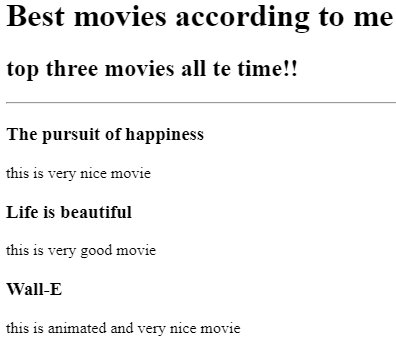 Best movies according to me
top three movies all te time!!
The pursuit of happiness
this is very nice movie
Life is beautiful
this is very good movie
Wall-E
this is animated and very nice movie